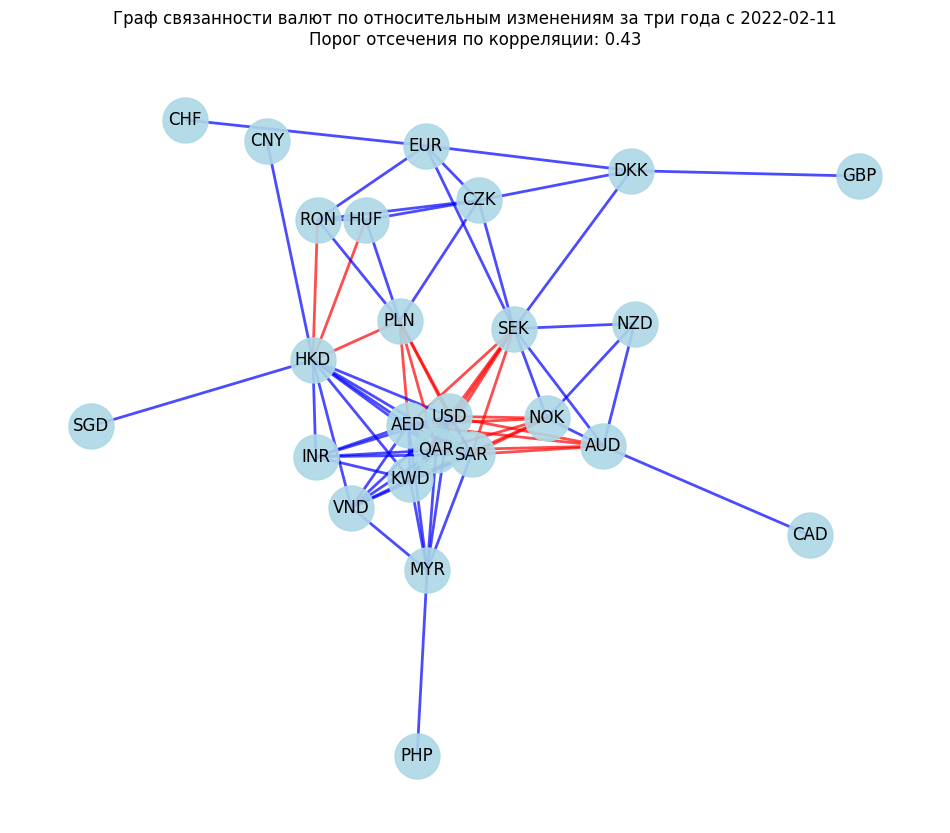 Граф связанности валют по относительным изменениям за три года с 2022-02-11
Порог отсечения по корреляции: 0.43
CHF
CNY
EUR
DKK
GBP
CZK
RON
HUF
PLN
SEK
NZD
HKD
SGD
AED
USD
NOK
AUD
INR
QAR
SAR
KWD
VND
CAD
MYR
PHP